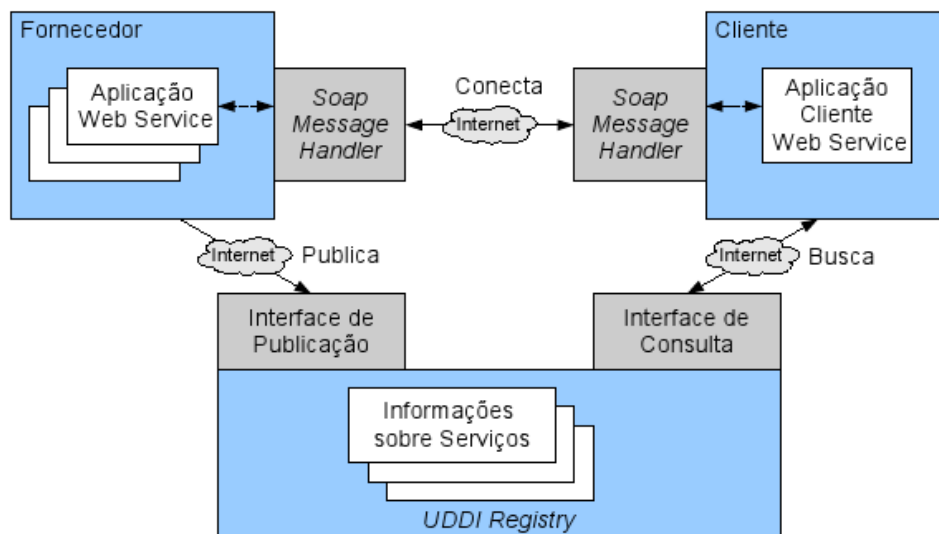 Fornecedor
Aplicação
Web Service
Soap
Message
Handler
Conecta
Internet
Soap
Message
Handler
Cliente
Aplicação
Cliente
Web Service
Internet
Publica
Internet
Busca
Interface de
Publicação
Interface de
Consulta
Informações
sobre Serviços
UDDI Registry